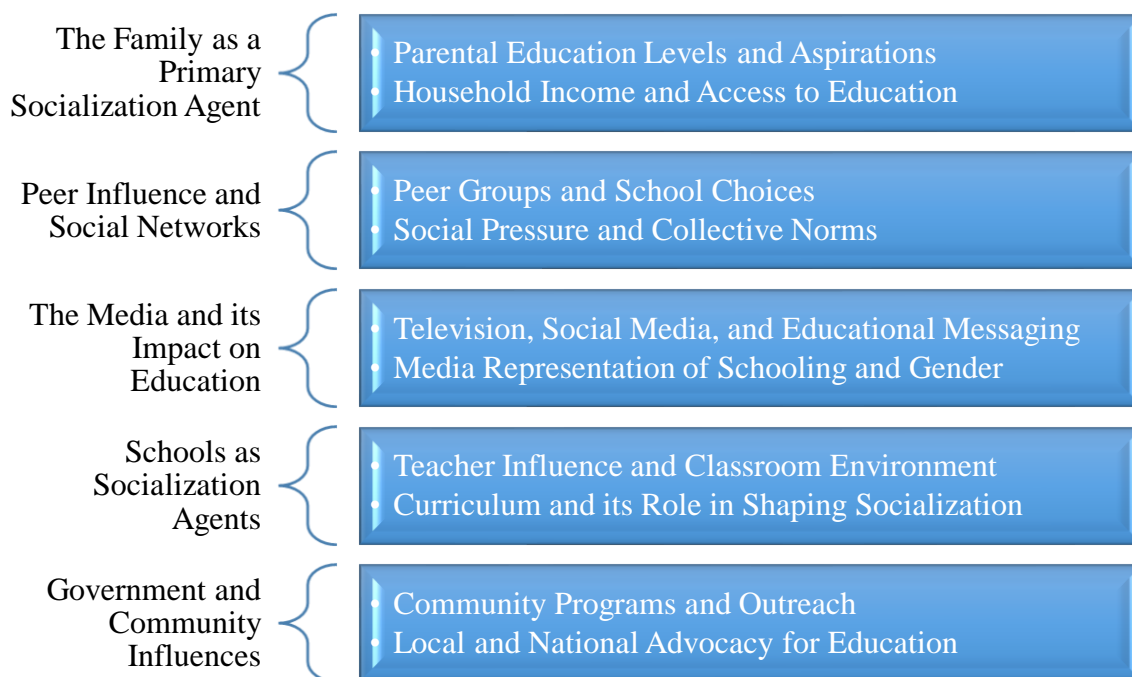 The Family as a
Primary
Socialization Agent
• Parental Education Levels and Aspirations
• Household Income and Access to Education
Peer Influence and
Social Networks
• Peer Groups and School Choices
• Social Pressure and Collective Norms
The Media and its
Impact on
Education
• Television, Social Media, and Educational Messaging
• Media Representation of Schooling and Gender
Schools as
Socialization
Agents
• Teacher Influence and Classroom Environment
• Curriculum and its Role in Shaping Socialization
Government and
Community
Influences
• Community Programs and Outreach
• Local and National Advocacy for Education